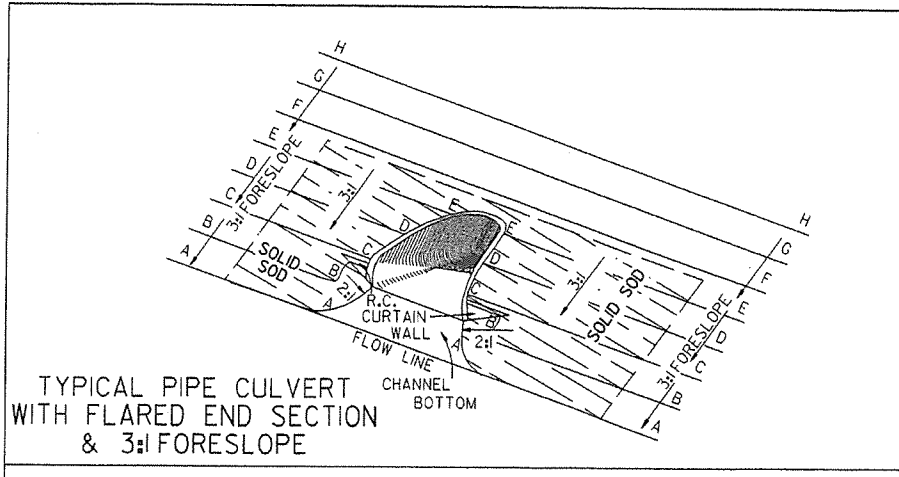 H
G
F
E
D
C
B
A
3:1 FORESLOPE
3:1
SOLID
SOD
E
D
C
B
A
2:1
E
D
C
B
A
2:1
R.C.
CURTAIN
WALL
FLOW LINE
CHANNEL
BOTTOM
3:1
SOLID SOD
H
G
F
E
D
C
B
A
3:1 FORESLOPE
TYPICAL PIPE CULVERT
WITH FLARED END SECTION
& 3:1 FORESLOPE